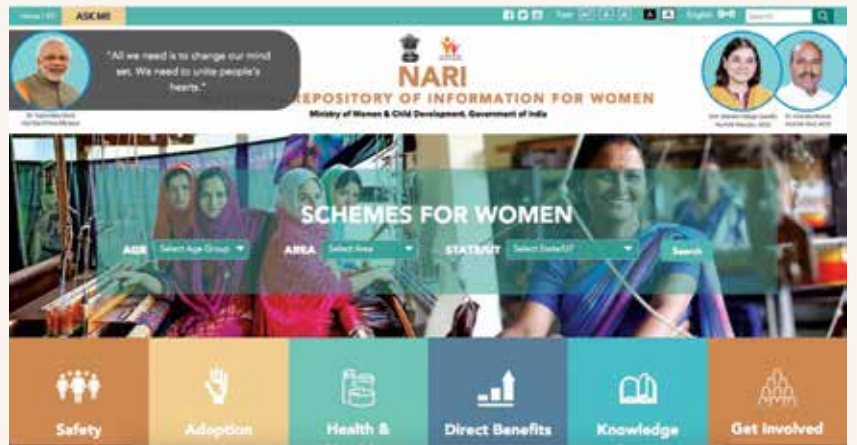 ASK ME
Text
English
Search
"All we need is to change our mind
set. We need to unite people's
hearts."
NARI
REPOSITORY OF INFORMATION FOR WOMEN
Ministry of Women & Child Development, Government of India
SCHEMES FOR WOMEN
AGE Select Age Group AREA Select Area STATE/UT Select State/UT Search
Safety Adoption Health & Direct Benefits Knowledge Get Involved